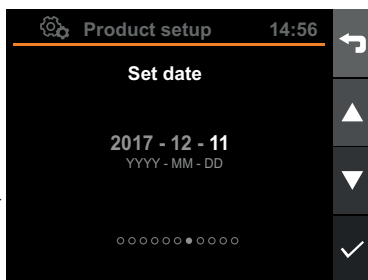 Product setup 14:56
Set date
2017 - 12 - 11
YYYY - MM - DD